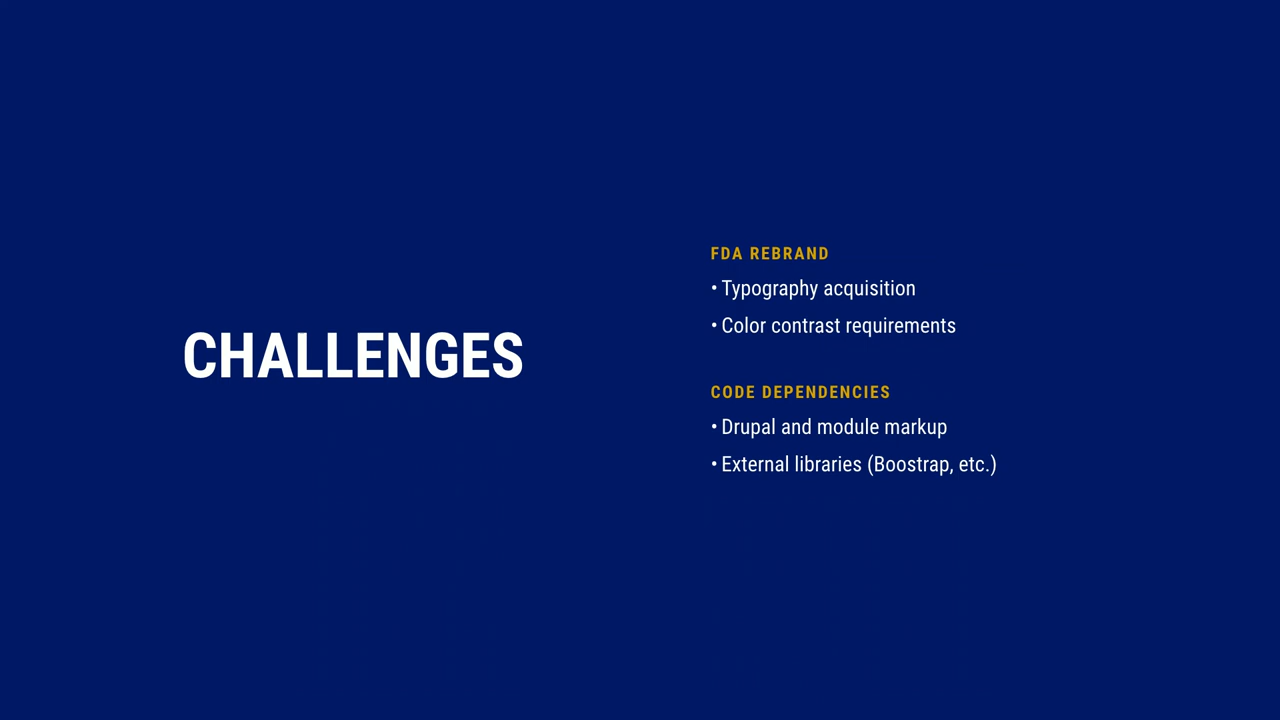 CHALLENGES
FDA REBRAND
• Typography acquisition
• Color contrast requirements
CODE DEPENDENCIES
• Drupal and module markup
• External libraries (Boostrap, etc.)